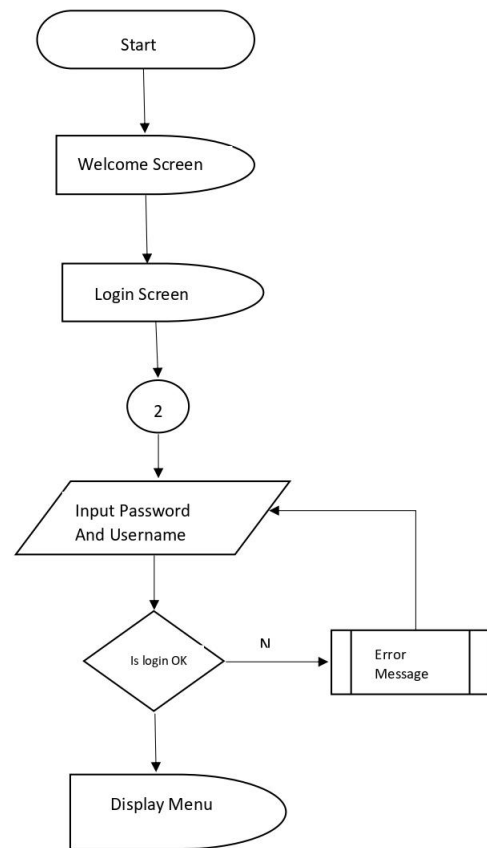 Start
Welcome Screen
Login Screen
2
Input Password
And Username
Is login OK
N
Error
Message
Display Menu